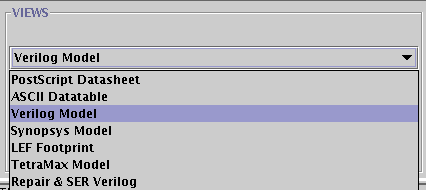 VIEWS
Verilog Model
PostScript Datasheet
ASCII Datatable
Verilog Model
Synopsys Model
LEF Footprint
TetraMax Model
Repair & SER Verilog